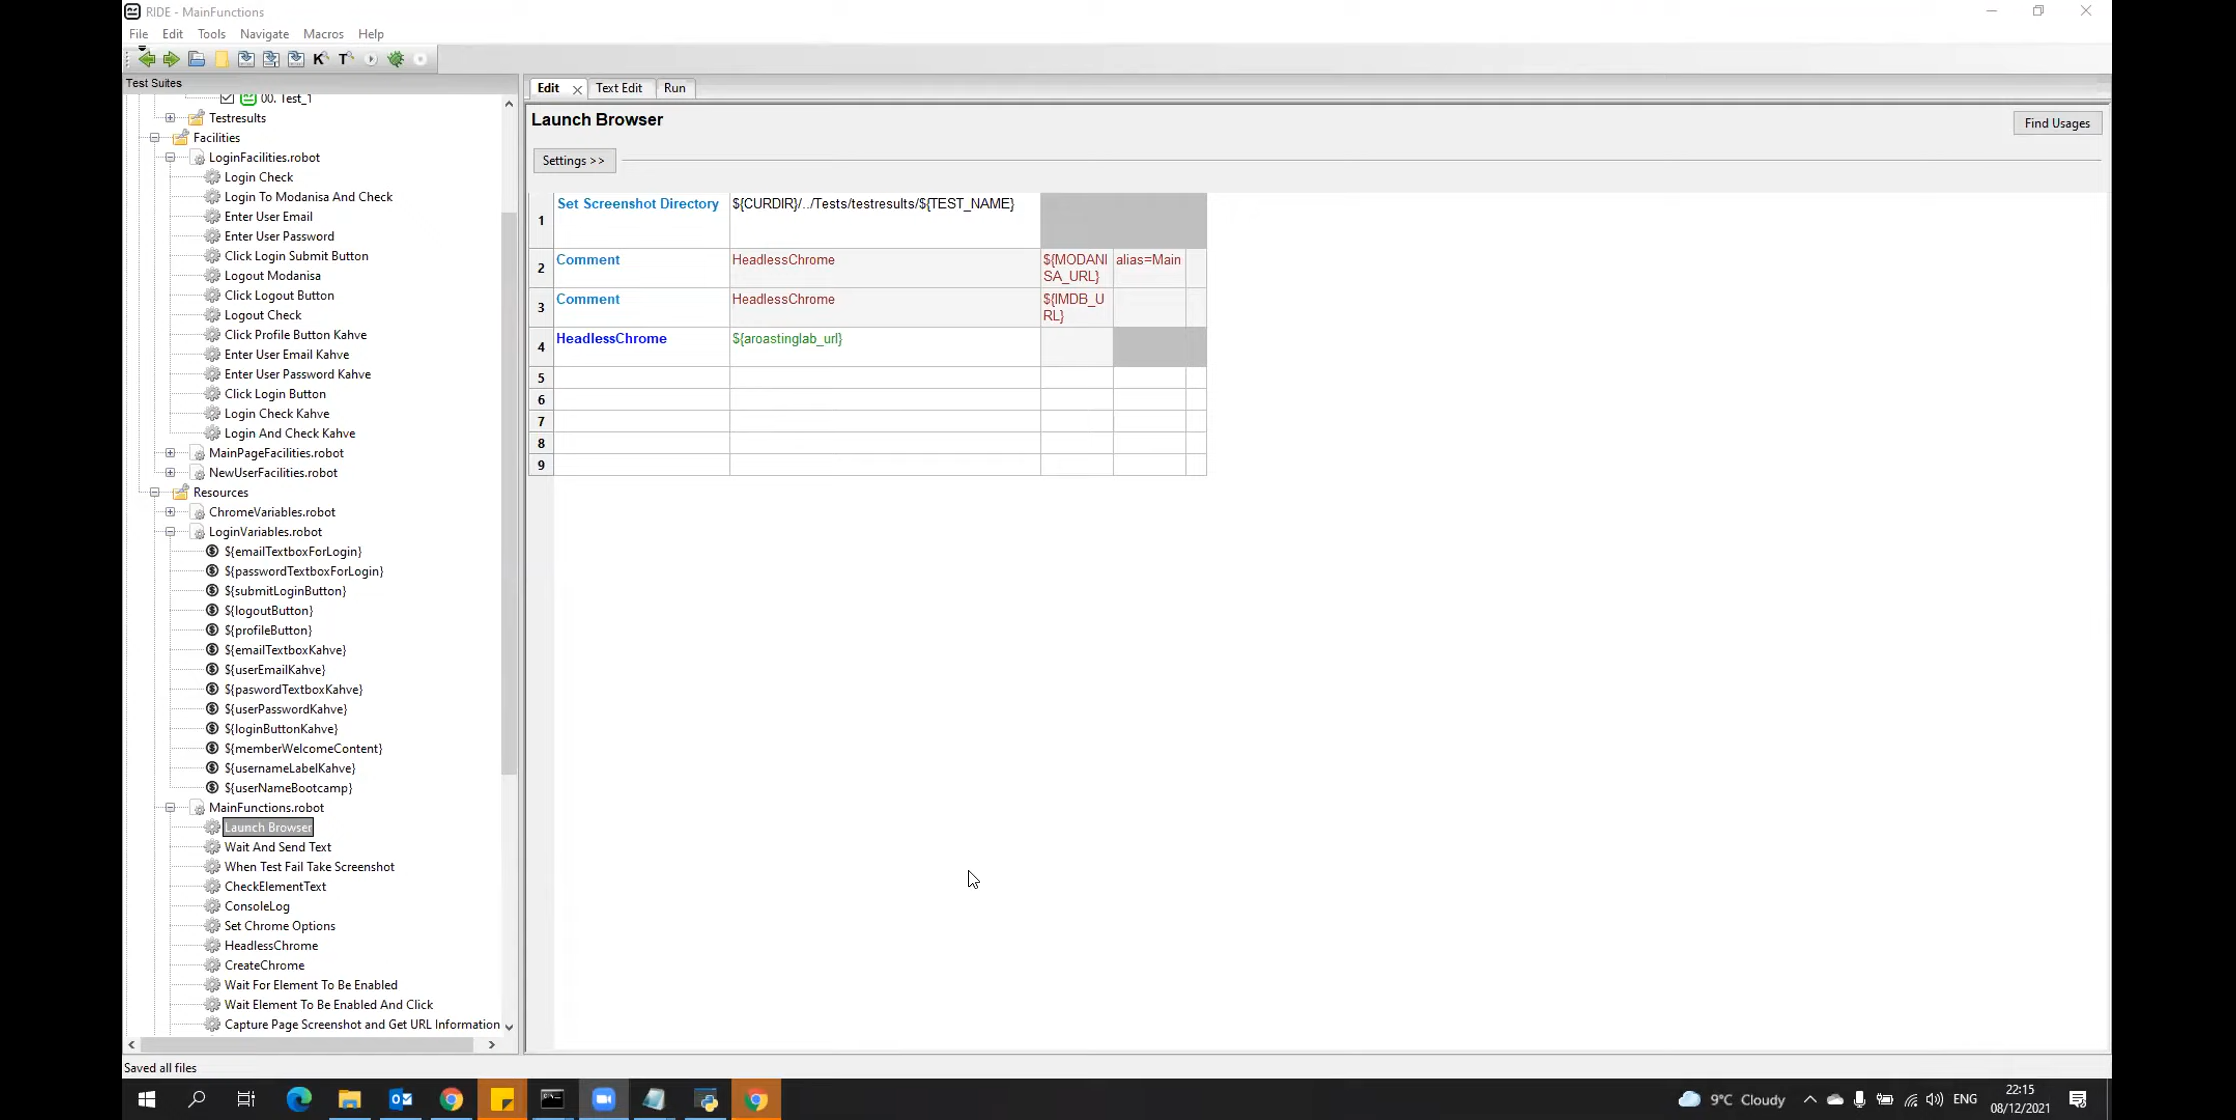 RIDE - MainFunctions
File Edit Tools Navigate Macros Help
K T
Test Suites
00. Test_1
Testresults
Facilities
LoginFacilities.robot
Login Check
Login To Modanisa And Check
Enter User Email
Enter User Password
Click Login Submit Button
Logout Modanisa
Click Logout Button
Logout Check
Click Profile Button Kahve
Enter User Email Kahve
Enter User Password Kahve
Click Login Button
Login Check Kahve
Login And Check Kahve
MainPageFacilities.robot
NewUserFacilities.robot
Resources
ChromeVariables.robot
LoginVariables.robot
${emailTextboxForLogin}
${passwordTextboxForLogin}
${submitLoginButton}
${logoutButton}
${profileButton}
${emailTextboxKahve}
${userEmailKahve}
${paswordTextboxKahve}
${userPasswordKahve}
${loginButtonKahve}
${memberWelcomeContent}
${usernameLabelKahve}
${userNameBootcamp}
MainFunctions.robot
Launch Browser
Wait And Send Text
When Test Fail Take Screenshot
CheckElementText
ConsoleLog
Set Chrome Options
HeadlessChrome
CreateChrome
Wait For Element To Be Enabled
Wait Element To Be Enabled And Click
Capture Page Screenshot and Get URL Information
Saved all files
Edit Text Edit Run
Launch Browser
Find Usages
Settings >>
1 Set Screenshot Directory ${CURDIR}/../Tests/testresults/${TEST_NAME}
2 Comment HeadlessChrome ${MODANI
SA_URL} alias=Main
3 Comment HeadlessChrome ${IMDB_U
RL}
4 HeadlessChrome ${aroastinglab_url}
5
6
7
8
9
9°C Cloudy ENG
22:15
08/12/2021